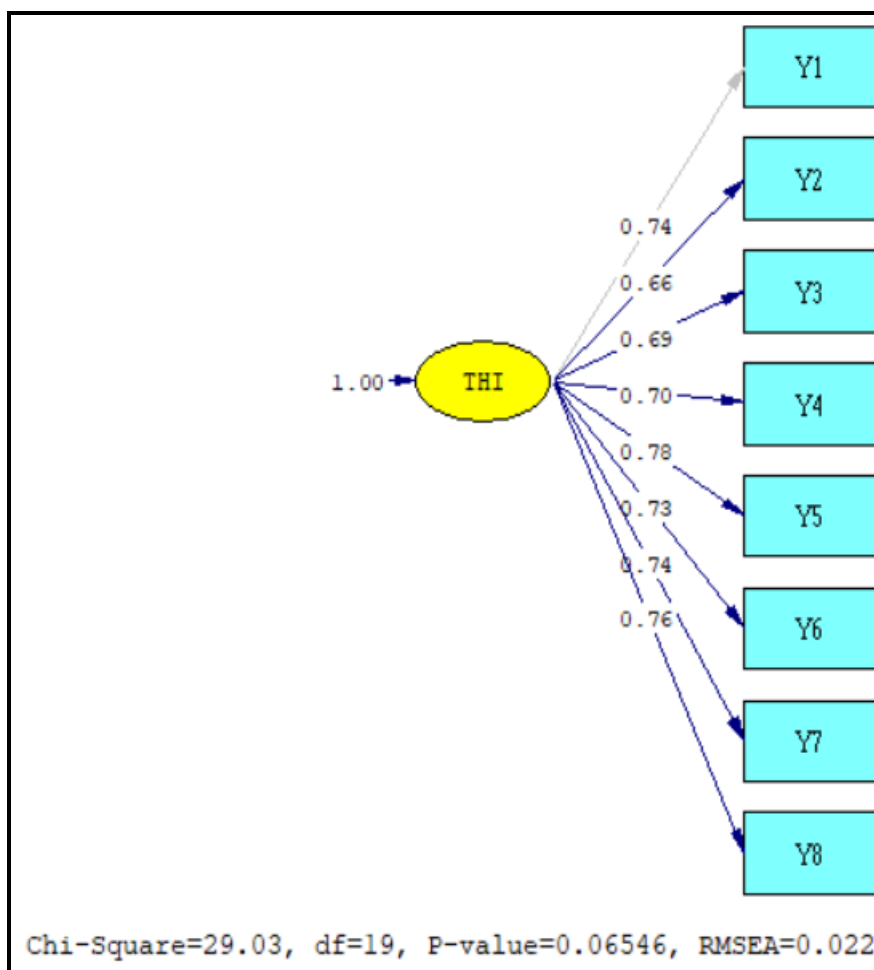 Y1
Y2
0.74
0.66
Y3
0.69
1.00
THI
0.70
Y4
0.78
0.73
Y5
0.74
0.76
Y6
Y7
Y8
Chi-Square=29.03, df=19, P-value=0.06546, RMSEA=0.022